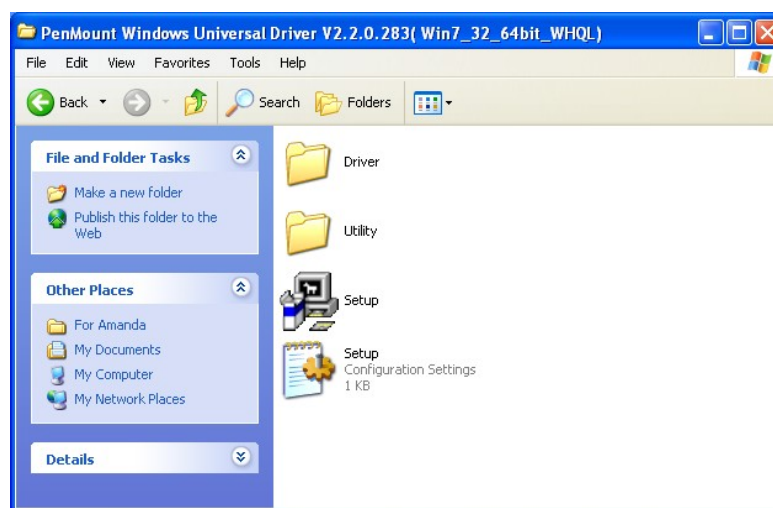 PenMount Windows Universal Driver V2.2.0.283( Win7_32_64bit_WHQL)
File Edit View Favorites Tools Help
Back Search Folders
File and Folder Tasks
Make a new folder
Publish this folder to the
Web
Other Places
For Amanda
My Documents
My Computer
My Network Places
Details
Driver
Utility
Setup
Setup
Configuration Settings
1 KB